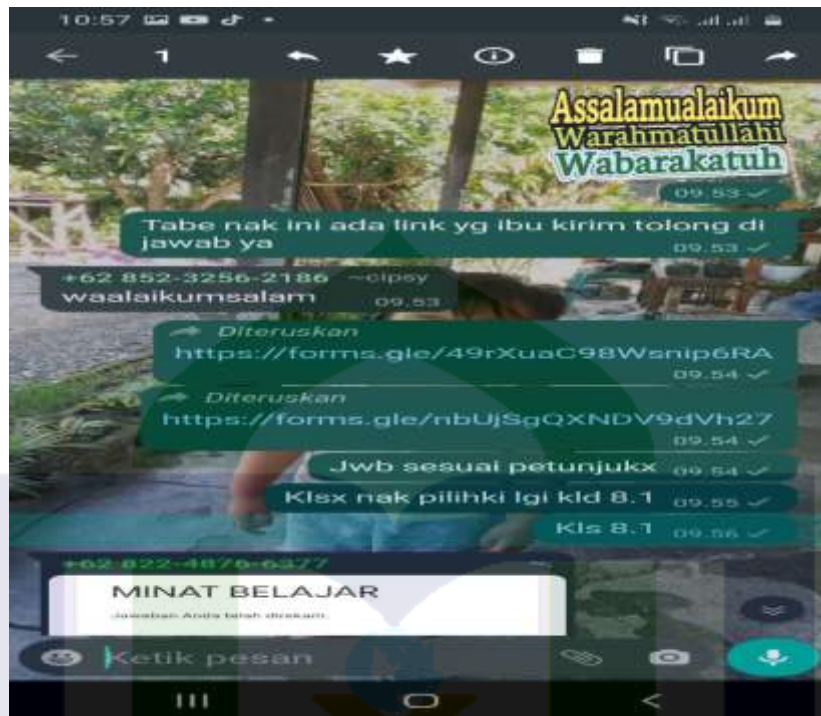 10:57
1
Assalamualaikum
Warahmatullahi
Wabarakatuh
09.53
Tabe nak ini ada link yg ibu kirim tolong di
jawab ya
09.53
+62 852-3256-2186 ~cipsy
waalaikumsalam 09.53
Diteruskan
https://forms.gle/49rXuaC98Wsnip6RA
09.54
Diteruskan
https://forms.gle/nbUjSgQXNDV9dVh27
09.54
Jwb sesuai petunjukx 09.54
Klsx nak pilihki lgi kld 8.1 09.55
Kls 8.1 09.56
+62 822-4876-6377
MINAT BELAJAR
Jawaban Anda telah direkam.
Ketik pesan